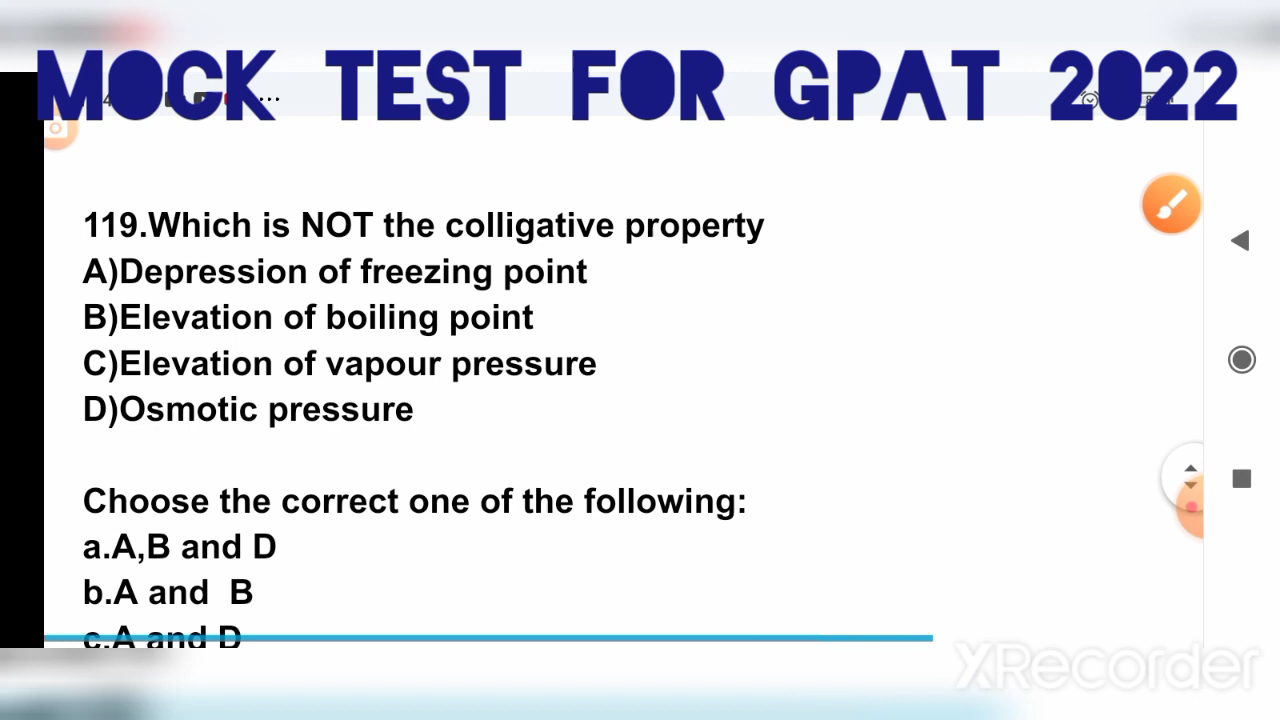 MOCK TEST FOR GPAT 2022
119.Which is NOT the colligative property
A)Depression of freezing point
B)Elevation of boiling point
C)Elevation of vapour pressure
D)Osmotic pressure
Choose the correct one of the following:
a.A,B and D
b.A and B
c.A and D
XRecorder